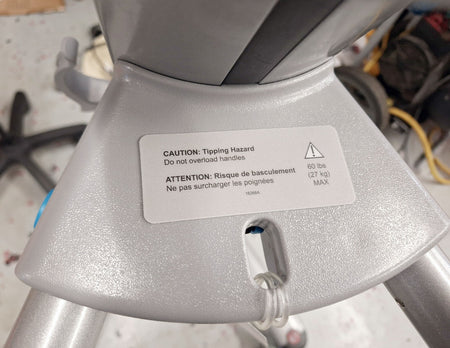 CAUTION: Tipping Hazard
Do not overload handles
ATTENTION: Risque de basculement
Ne pas surcharger les poignées
60 lbs
(27 kg)
MAX